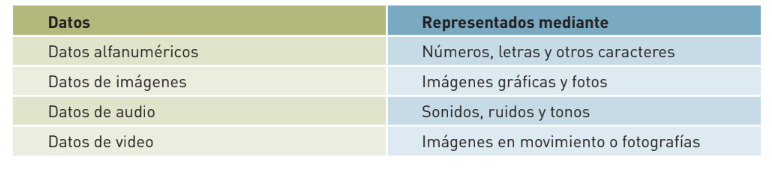 Datos Representados mediante
Datos alfanuméricos Números, letras y otros caracteres
Datos de imágenes Imágenes gráficas y fotos
Datos de audio Sonidos, ruidos y tonos
Datos de video Imágenes en movimiento o fotografías